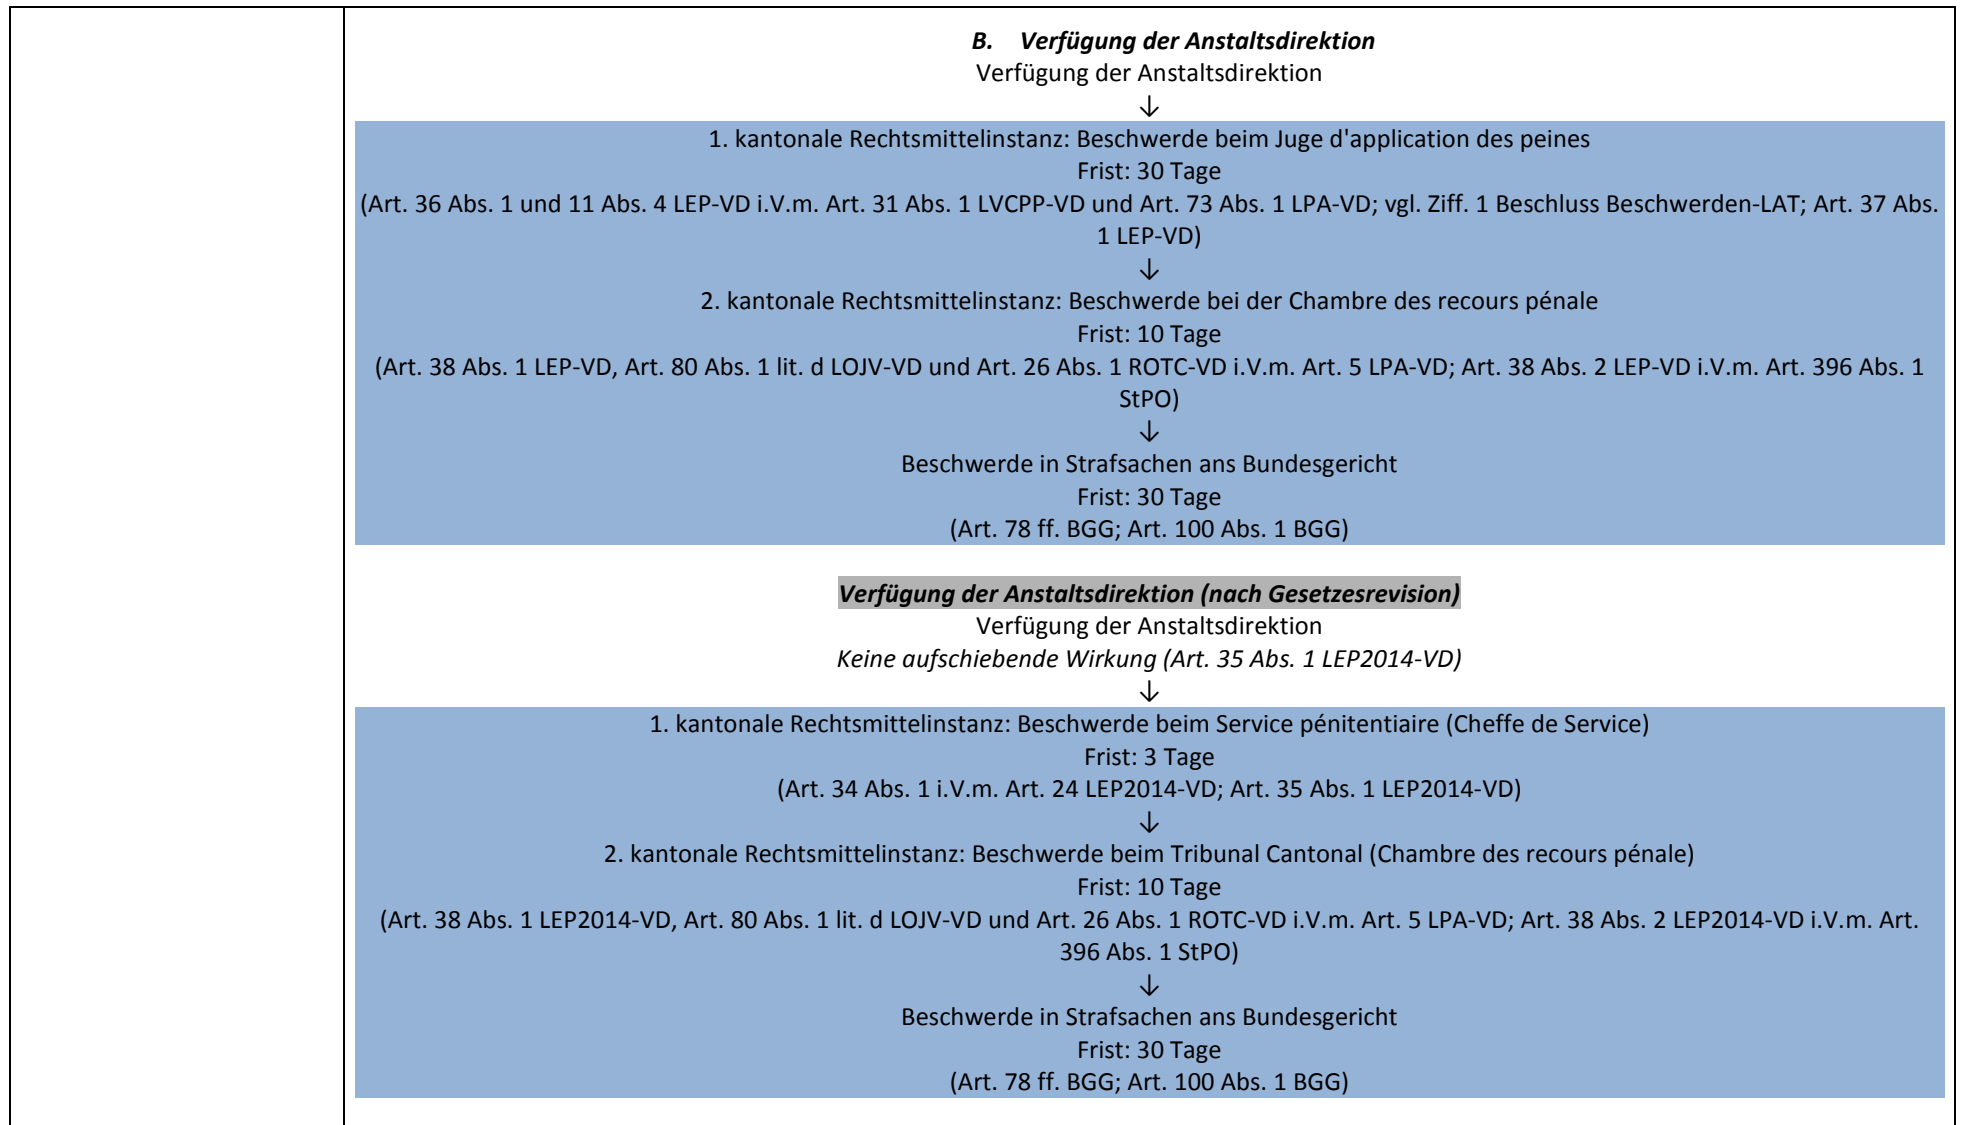 B. Verfügung der Anstaltsdirektion
Verfügung der Anstaltsdirektion
↓
1. kantonale Rechtsmittelinstanz: Beschwerde beim Juge d'application des peines
Frist: 30 Tage
(Art. 36 Abs. 1 und 11 Abs. 4 LEP-VD i.V.m. Art. 31 Abs. 1 LVCPP-VD und Art. 73 Abs. 1 LPA-VD; vgl. Ziff. 1 Beschluss Beschwerden-LAT; Art. 37 Abs.
1 LEP-VD)
↓
2. kantonale Rechtsmittelinstanz: Beschwerde bei der Chambre des recours pénale
Frist: 10 Tage
(Art. 38 Abs. 1 LEP-VD, Art. 80 Abs. 1 lit. d LOJV-VD und Art. 26 Abs. 1 ROTC-VD i.V.m. Art. 5 LPA-VD; Art. 38 Abs. 2 LEP-VD i.V.m. Art. 396 Abs. 1
StPO)
↓
Beschwerde in Strafsachen ans Bundesgericht
Frist: 30 Tage
(Art. 78 ff. BGG; Art. 100 Abs. 1 BGG)
Verfügung der Anstaltsdirektion (nach Gesetzesrevision)
Verfügung der Anstaltsdirektion
Keine aufschiebende Wirkung (Art. 35 Abs. 1 LEP2014-VD)
↓
1. kantonale Rechtsmittelinstanz: Beschwerde beim Service pénitentiaire (Cheffe de Service)
Frist: 3 Tage
(Art. 34 Abs. 1 i.V.m. Art. 24 LEP2014-VD; Art. 35 Abs. 1 LEP2014-VD)
↓
2. kantonale Rechtsmittelinstanz: Beschwerde beim Tribunal Cantonal (Chambre des recours pénale)
Frist: 10 Tage
(Art. 38 Abs. 1 LEP2014-VD, Art. 80 Abs. 1 lit. d LOJV-VD und Art. 26 Abs. 1 ROTC-VD i.V.m. Art. 5 LPA-VD; Art. 38 Abs. 2 LEP2014-VD i.V.m. Art.
396 Abs. 1 StPO)
↓
Beschwerde in Strafsachen ans Bundesgericht
Frist: 30 Tage
(Art. 78 ff. BGG; Art. 100 Abs. 1 BGG)